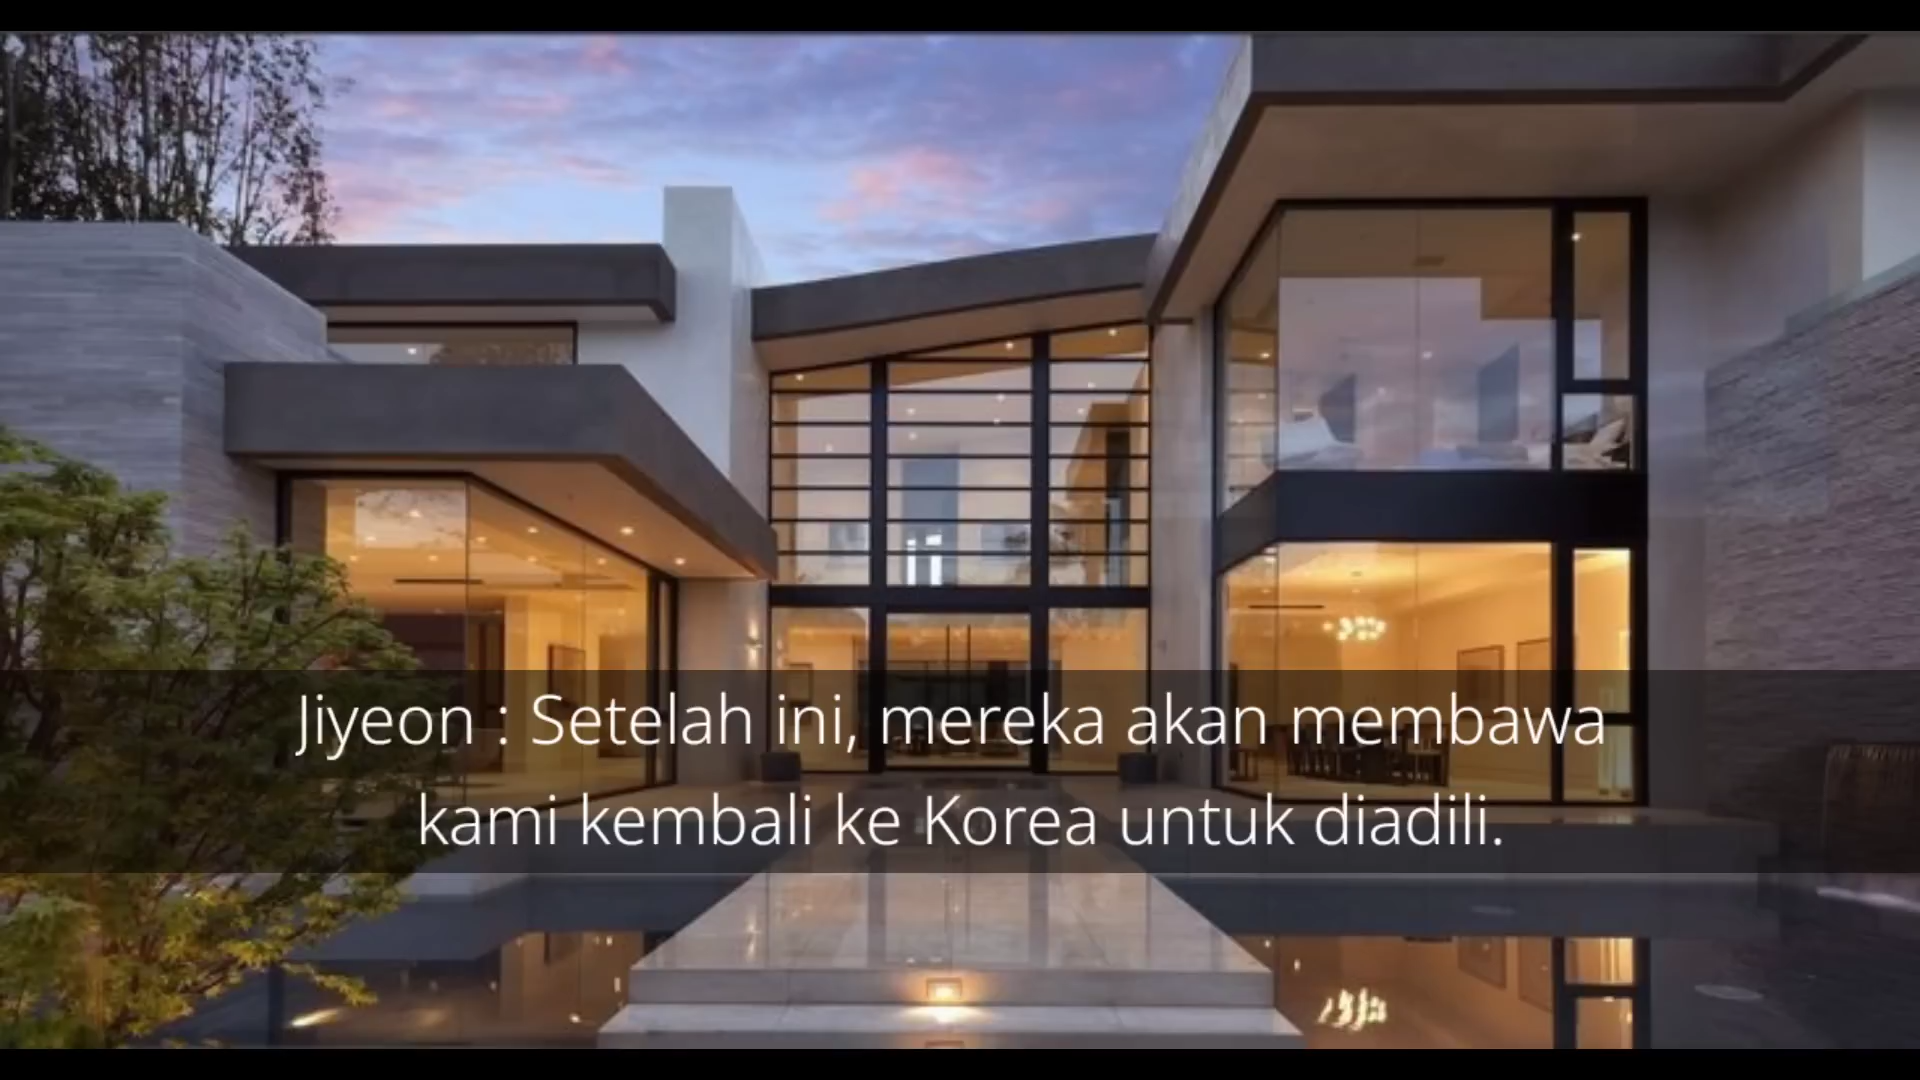 Jiyeon : Setelah ini, mereka akan membawa
kami kembali ke Korea untuk diadili.